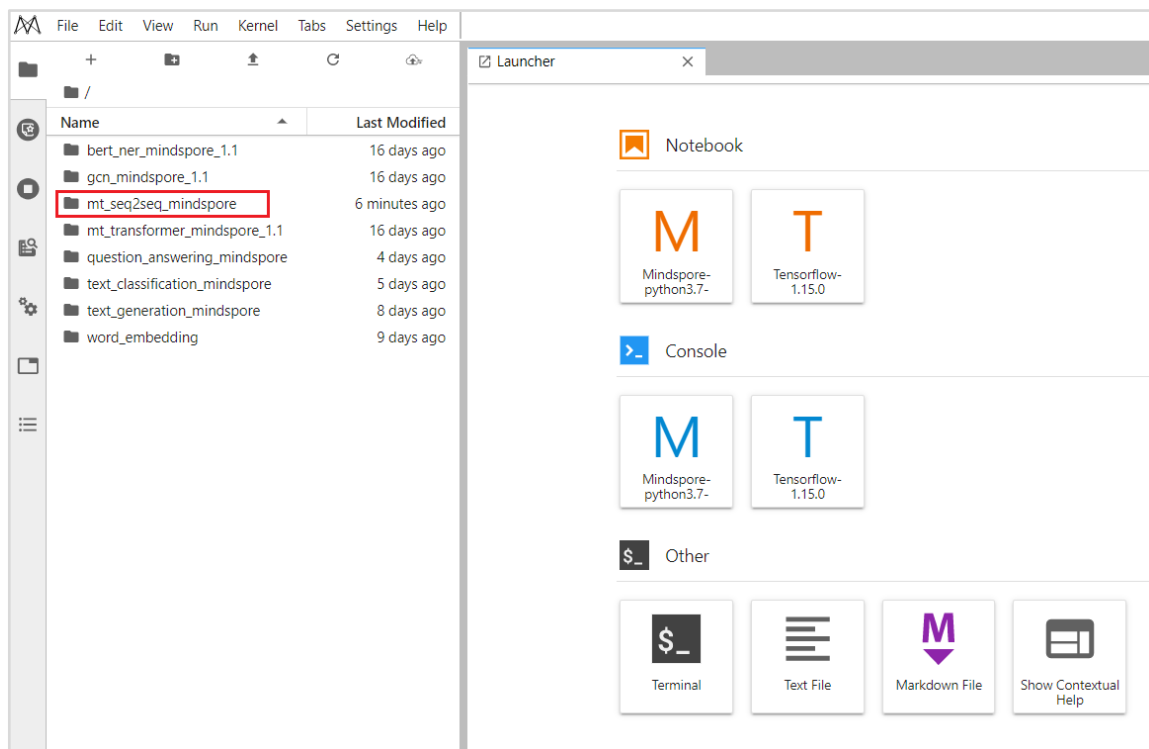 File Edit View Run Kernel Tabs Settings Help
Launcher
/
Name Last Modified
bert_ner_mindspore_1.1 16 days ago
gcn_mindspore_1.1 16 days ago
mt_seq2seq_mindspore 6 minutes ago
mt_transformer_mindspore_1.1 16 days ago
question_answering_mindspore 4 days ago
text_classification_mindspore 5 days ago
text_generation_mindspore 8 days ago
word_embedding 9 days ago
Notebook
M T
Mindspore- Tensorflow-
python3.7- 1.15.0
Console
M T
Mindspore- Tensorflow-
python3.7- 1.15.0
$_ Other
$_ M
Terminal Text File Markdown File Show Contextual
Help